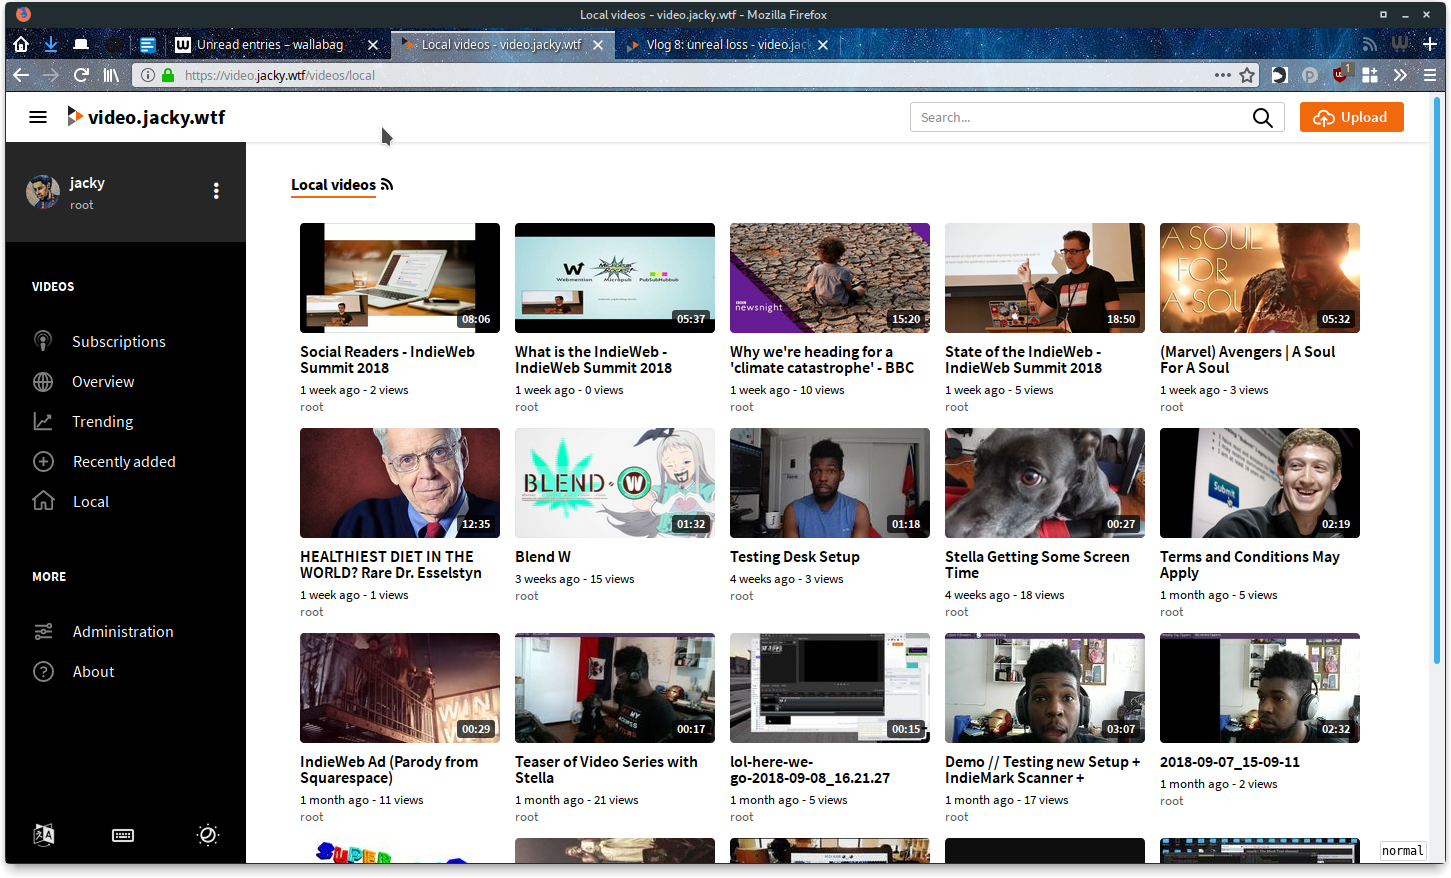 Local videos - video.jacky.wtf - Mozilla Firefox
Unread entries – wallabag
Local videos - video.jacky.wtf
Vlog 8: unreal loss - video.jac
https://video.jacky.wtf/videos/local
1
video.jacky.wtf
Search...
Upload
jacky
root
VIDEOS
Subscriptions
Overview
Trending
Recently added
Local
MORE
Administration
About
Local videos
08:06
Social Readers - IndieWeb
Summit 2018
1 week ago - 2 views
root
Webmention
Micropub
PubSubHubbub
05:37
What is the IndieWeb -
IndieWeb Summit 2018
1 week ago - 0 views
root
BBC
newsnight
15:20
Why we're heading for a
'climate catastrophe' - BBC
1 week ago - 10 views
root
18:50
State of the IndieWeb -
IndieWeb Summit 2018
1 week ago - 5 views
root
A SOUL
FOR
A SOUL
05:32
(Marvel) Avengers | A Soul
For A Soul
1 week ago - 3 views
root
12:35
HEALTHIEST DIET IN THE
WORLD? Rare Dr. Esselstyn
1 week ago - 1 views
root
BLEND-W
01:32
Blend W
3 weeks ago - 15 views
root
01:18
Testing Desk Setup
4 weeks ago - 3 views
root
00:27
Stella Getting Some Screen
Time
4 weeks ago - 18 views
root
Submit
02:19
Terms and Conditions May
Apply
1 month ago - 5 views
root
WIN
00:29
IndieWeb Ad (Parody from
Squarespace)
1 month ago - 11 views
root
00:17
Teaser of Video Series with
Stella
1 month ago - 21 views
root
00:15
lol-here-we-
go-2018-09-08_16.21.27
1 month ago - 5 views
root
03:07
Demo // Testing new Setup +
IndieMark Scanner +
1 month ago - 17 views
root
02:32
2018-09-07_15-09-11
1 month ago - 2 views
root
SUPER
normal